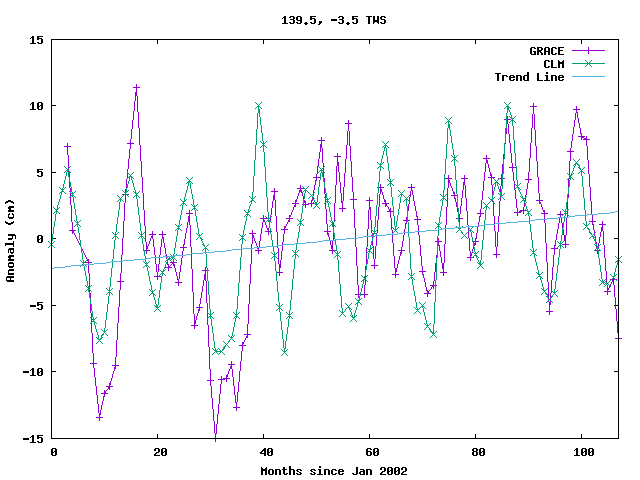 139.5, -3.5 TWS
GRACE
CLM
Trend Line
Anomaly (cm)
15
10
5
0
-5
-10
-15
0 20 40 60 80 100
Months since Jan 2002